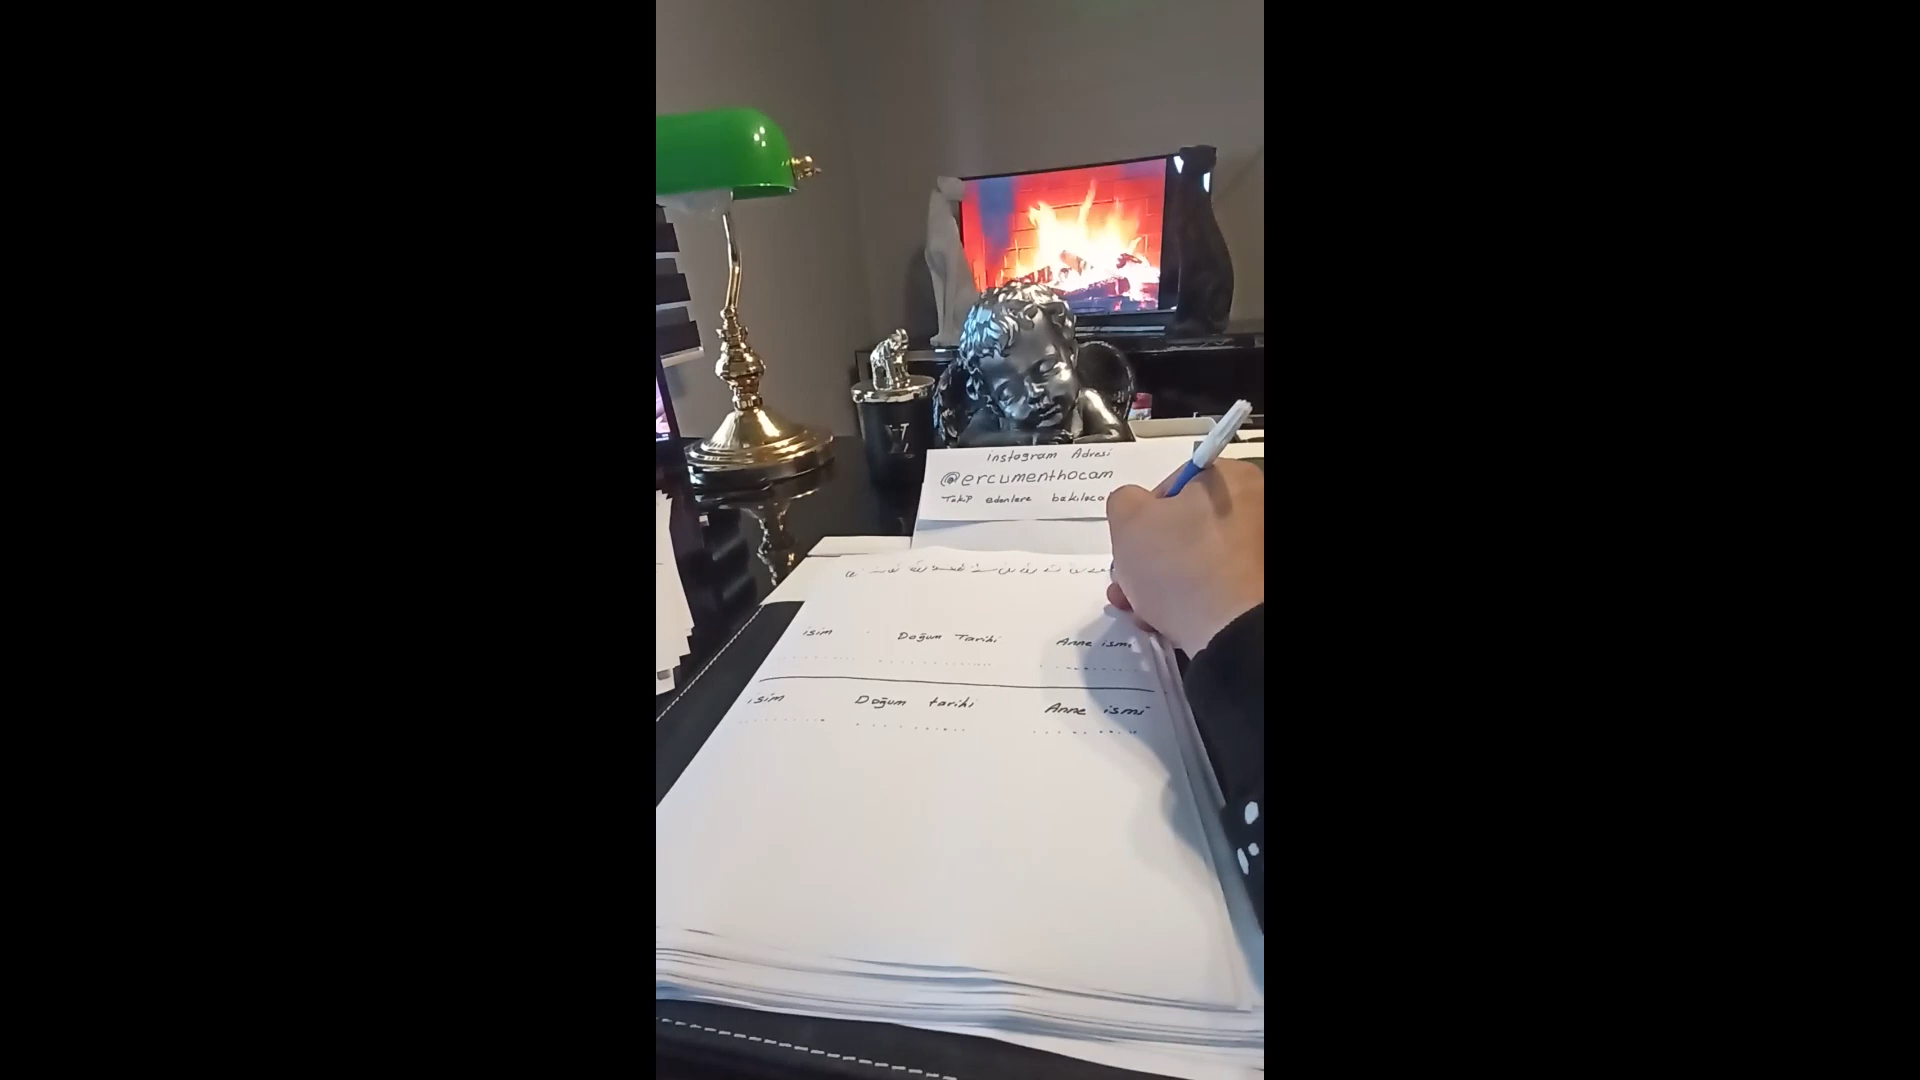 instagram Adresi
@ercumenthocam
Takip edenlere
isim Doğum Tarihi Anne ismi
isim Doğum tarihi Anne ismi